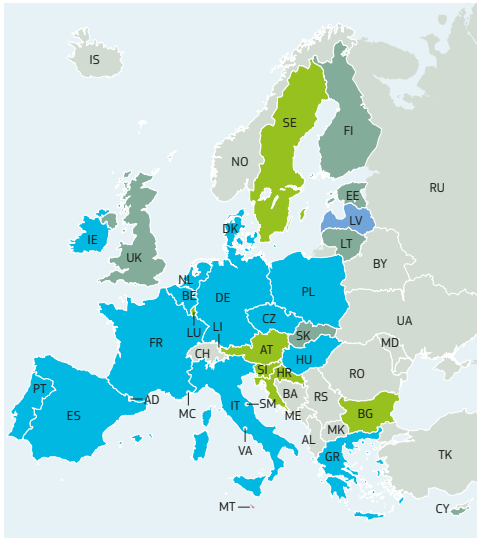 IS
SE
FI
NO
RU
EE
LV
LT
DK
IE
UK
BY
NL
BE
DE
PL
CZ
UA
LU
LI
SK
MD
FR
CH
AT
HU
SI
HR
RO
PT
AD
BA
RS
ES
MC
IT
SM
ME
BG
MK
VA
AL
GR
TK
MT
CY